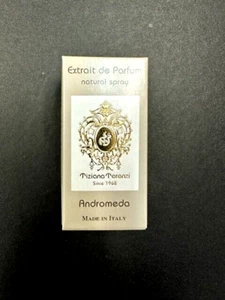 Extrait de Parfum
natural spray
Tiziana Terenzi
Since 1968
Andromeda
MADE IN ITALY